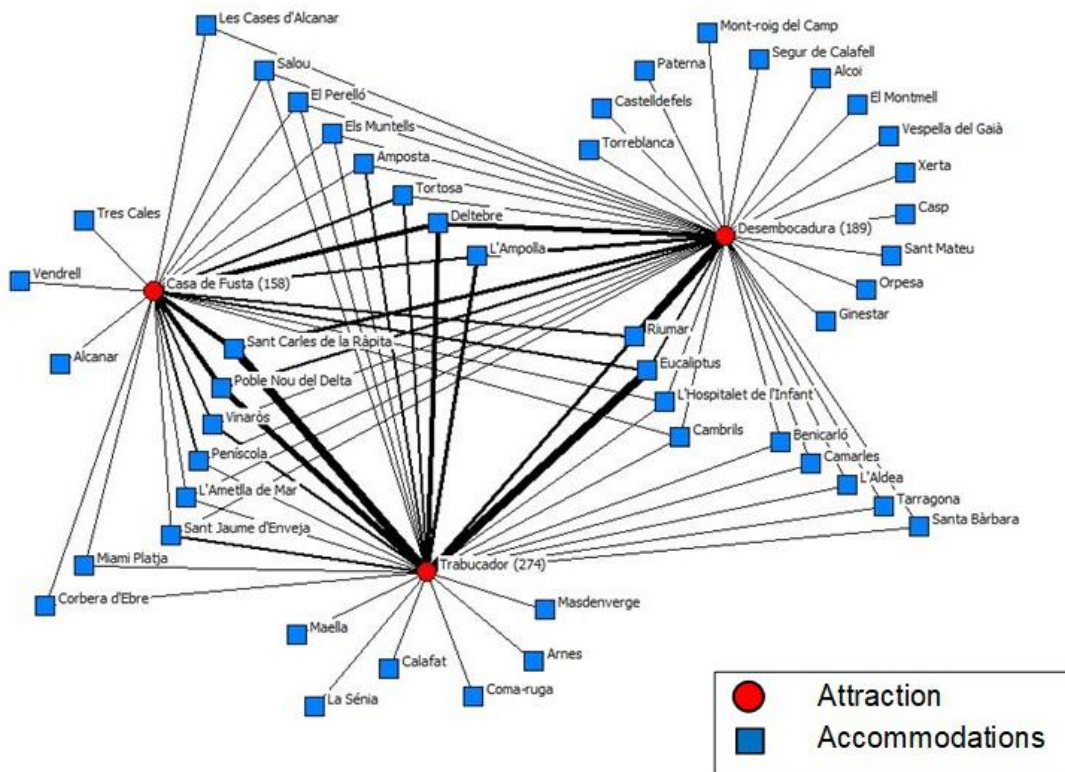 Les Cases d'Alcanar
Mont-roig del Camp
Segur de Calafell
Salou
Paterna
Alcoi
El Perelló
Castelldefels
El Montmell
Els Muntells
Vespella del Gaià
Torreblanca
Amposta
Xerta
Tortosa
Casp
Tres Cales
Deltebre
Desembocadura (189)
L'Ampolla
Sant Mateu
Vendrell
Casa de Fusta (158)
Orpesa
Ginestar
Riumar
Sant Carles de la Ràpita
Alcanar
Eucaliptus
Poble Nou del Delta
L'Hospitalet de l'Infant
Vinaròs
Cambrils
Benicarló
Peníscola
Camarles
L'Aldea
L'Ametlla de Mar
Tarragona
Sant Jaume d'Enveja
Santa Bàrbara
Miami Platja
Trabucador (274)
Corbera d'Ebre
Masdenverge
Maella
Arnes
Calafat
Coma-ruga
La Sénia
Attraction
Accommodations